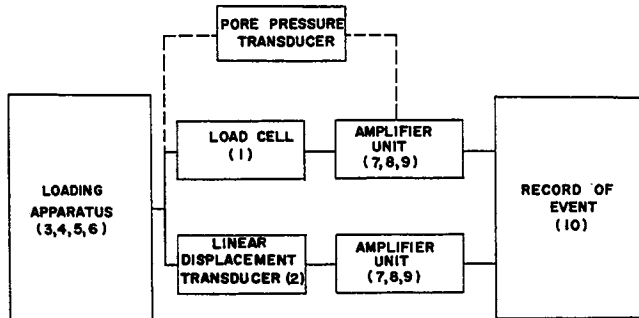 PORE PRESSURE
TRANSDUCER
LOAD CELL
(1)
AMPLIFIER
UNIT
(7,8,9)
LOADING
APPARATUS
(3,4,5,6)
RECORD OF
EVENT
(10)
LINEAR
DISPLACEMENT
TRANSDUCER (2)
AMPLIFIER
UNIT
(7,8,9)